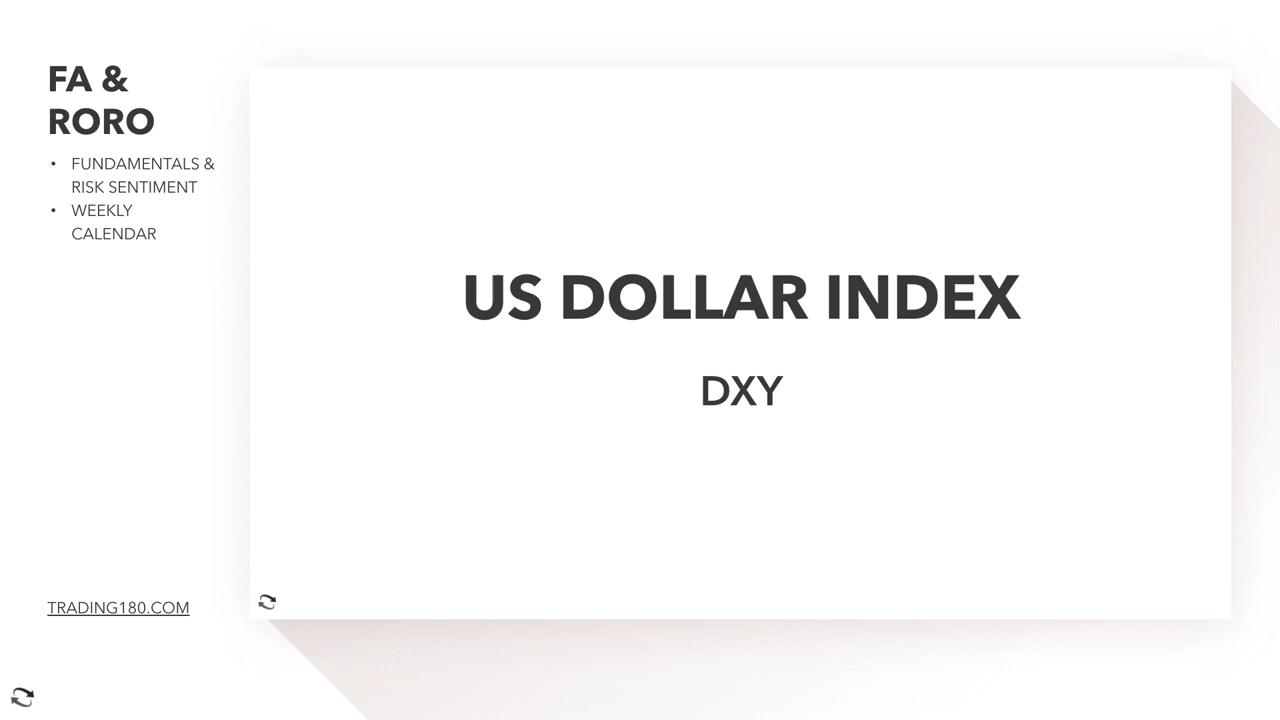 FA &
RORO
• FUNDAMENTALS &
RISK SENTIMENT
• WEEKLY
CALENDAR
US DOLLAR INDEX
DXY
TRADING180.COM